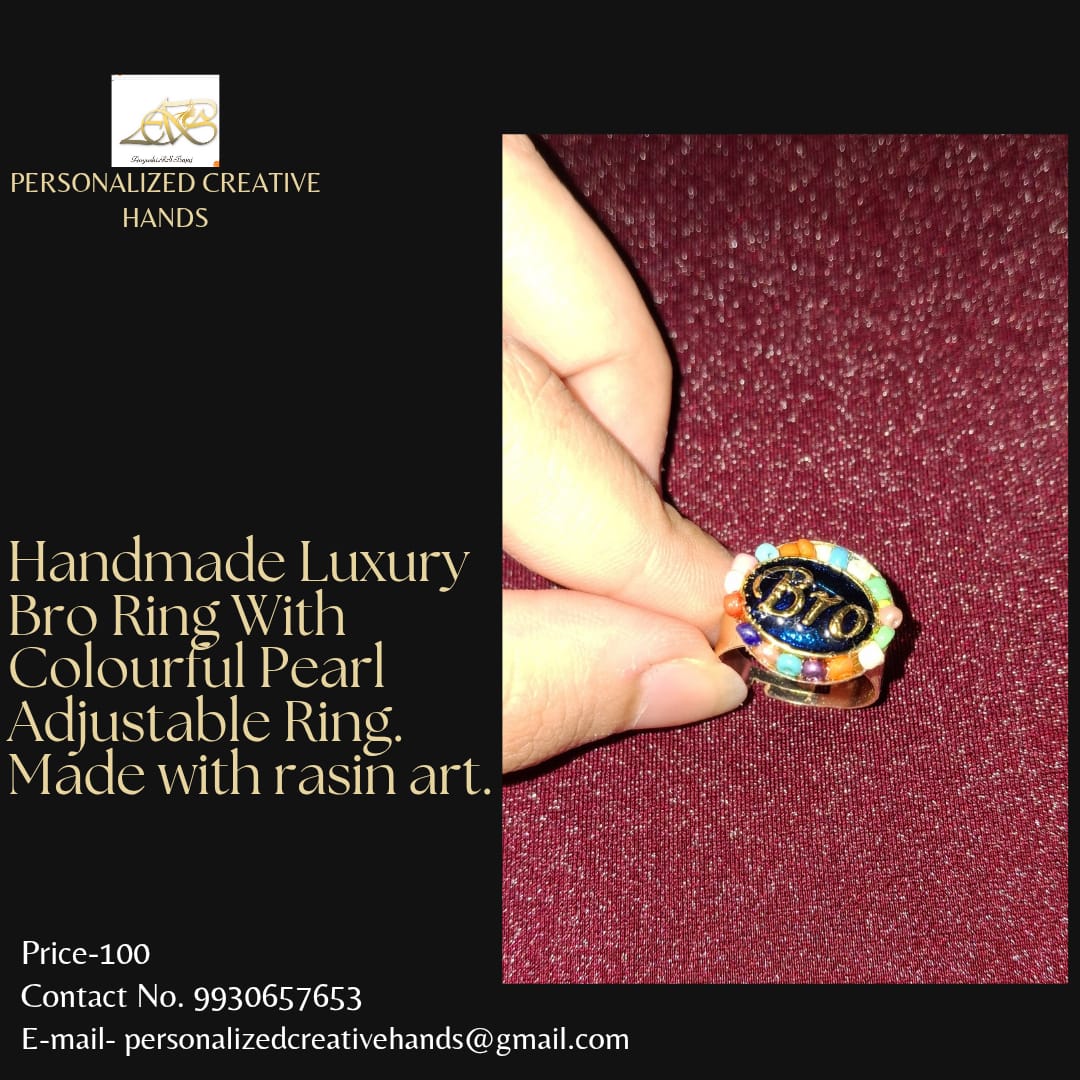 PERSONALIZED CREATIVE
HANDS
Handmade Luxury
Bro Ring With
Colourful Pearl
Adjustable Ring.
Made with rasin art.
Bro
Price-100
Contact No. 9930657653
E-mail- personalizedcreativehands@gmail.com